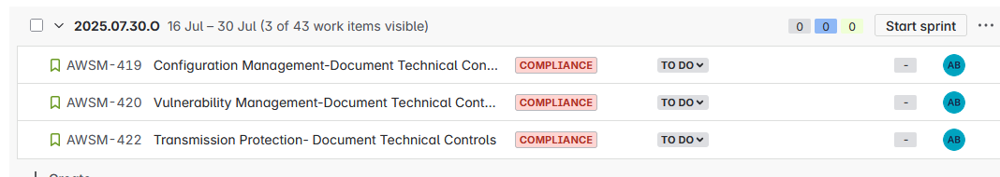 2025.07.30.O 16 Jul – 30 Jul (3 of 43 work items visible) 0 0 0 Start sprint ...
AWSM-419 Configuration Management-Document Technical Con... COMPLIANCE TO DO - AB
AWSM-420 Vulnerability Management-Document Technical Cont... COMPLIANCE TO DO - AB
AWSM-422 Transmission Protection- Document Technical Controls COMPLIANCE TO DO - AB